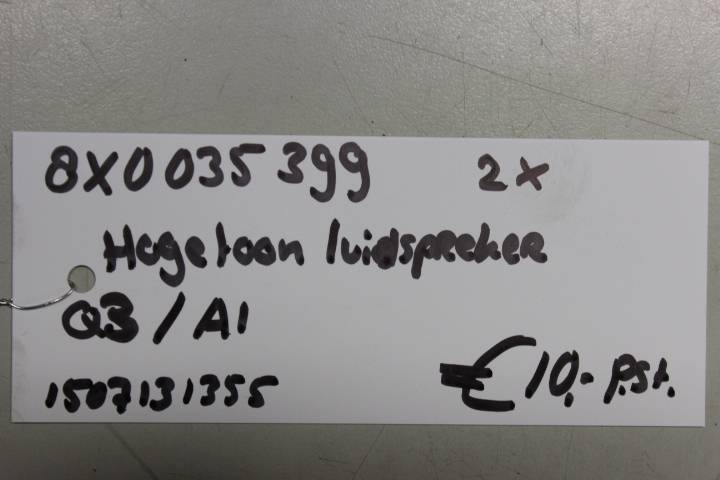 8X0035399 2x
Hogetoon luidspreker
Q3/A1
1507131355
€10,- p.st.